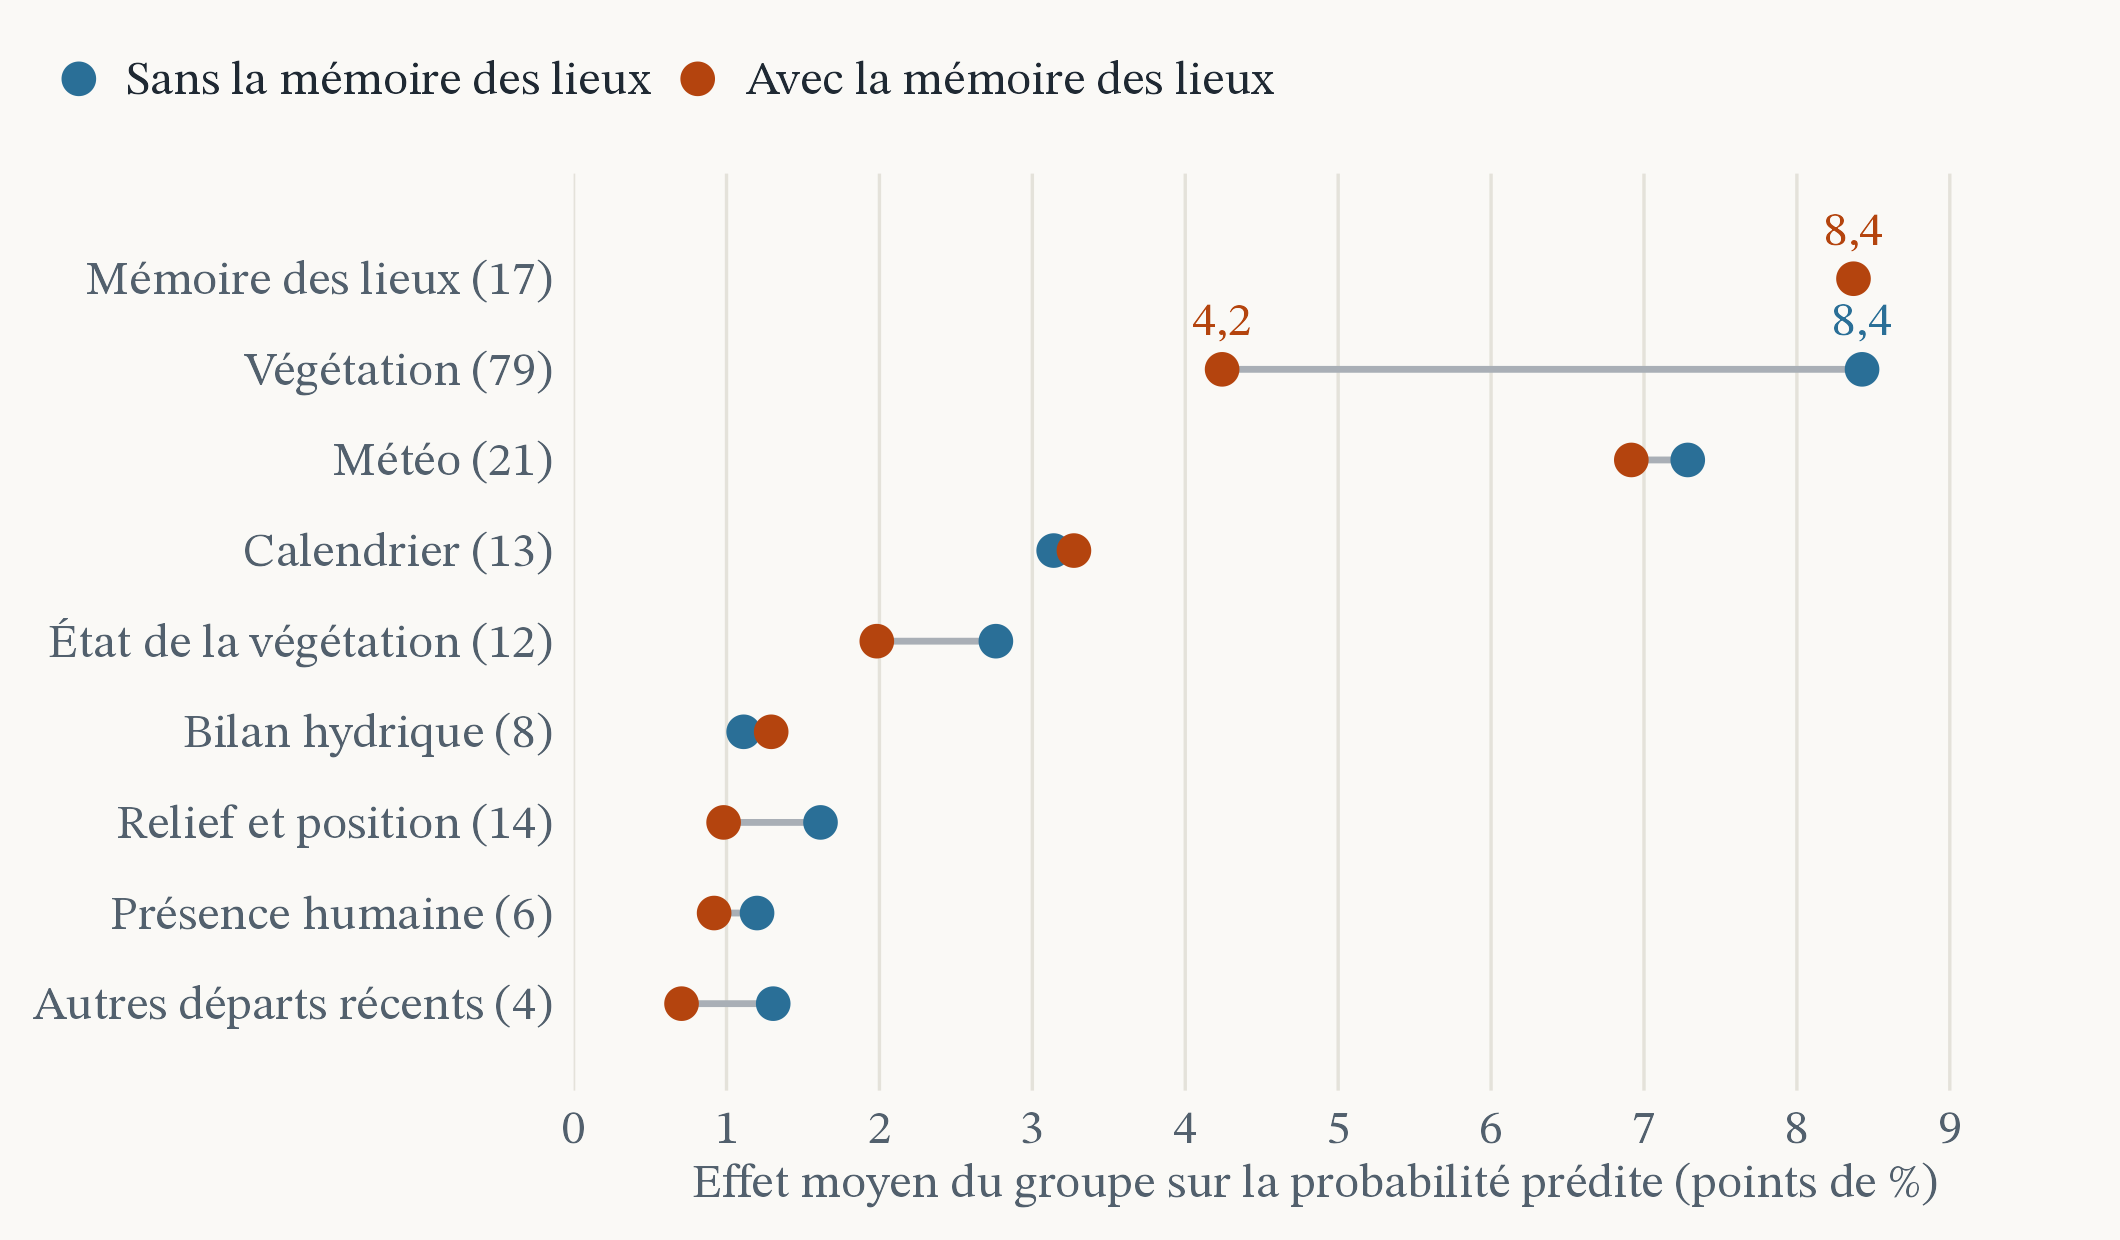 Sans la mémoire des lieux Avec la mémoire des lieux
8,4
Mémoire des lieux (17)
4,2 8,4
Végétation (79)
Météo (21)
Calendrier (13)
État de la végétation (12)
Bilan hydrique (8)
Relief et position (14)
Présence humaine (6)
Autres départs récents (4)
0 1 2 3 4 5 6 7 8 9
Effet moyen du groupe sur la probabilité prédite (points de %)